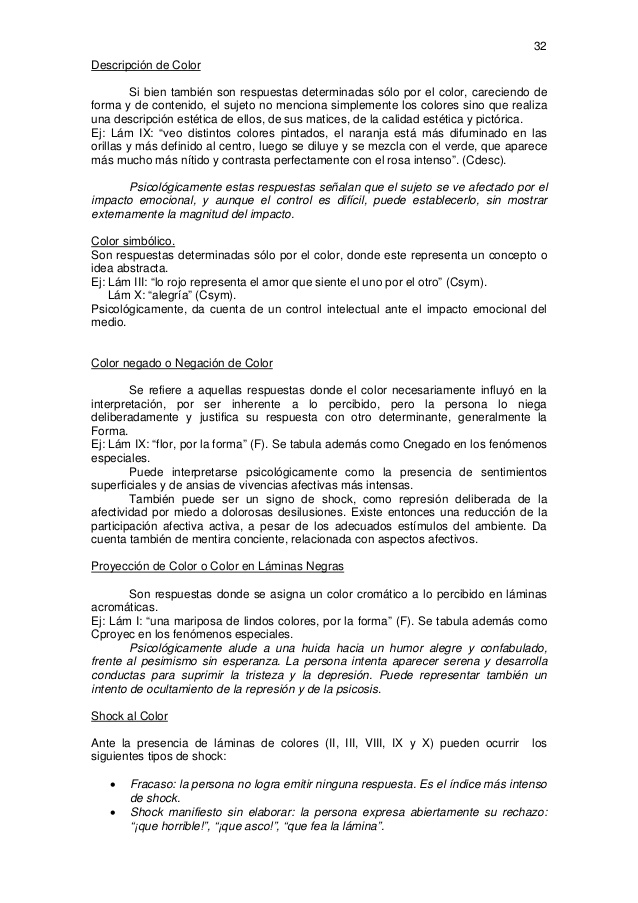 32
Descripción de Color
Si bien también son respuestas determinadas sólo por el color, careciendo de
forma y de contenido, el sujeto no menciona simplemente los colores sino que realiza
una descripción estética de ellos, de sus matices, de la calidad estética y pictórica.
Ej: Lám IX: “veo distintos colores pintados, el naranja está más difuminado en las
orillas y más definido al centro, luego se diluye y se mezcla con el verde, que aparece
más mucho más nítido y contrasta perfectamente con el rosa intenso”. (Cdesc).
Psicológicamente estas respuestas señalan que el sujeto se ve afectado por el
impacto emocional, y aunque el control es difícil, puede establecerlo, sin mostrar
externamente la magnitud del impacto.
Color simbólico.
Son respuestas determinadas sólo por el color, donde este representa un concepto o
idea abstracta.
Ej: Lám III: “lo rojo representa el amor que siente el uno por el otro” (Csym).
Lám X: “alegría” (Csym).
Psicológicamente, da cuenta de un control intelectual ante el impacto emocional del
medio.
Color negado o Negación de Color
Se refiere a aquellas respuestas donde el color necesariamente influyó en la
interpretación, por ser inherente a lo percibido, pero la persona lo niega
deliberadamente y justifica su respuesta con otro determinante, generalmente la
Forma.
Ej: Lám IX: “flor, por la forma” (F). Se tabula además como Cnegado en los fenómenos
especiales.
Puede interpretarse psicológicamente como la presencia de sentimientos
superficiales y de ansias de vivencias afectivas más intensas.
También puede ser un signo de shock, como represión deliberada de la
afectividad por miedo a dolorosas desilusiones. Existe entonces una reducción de la
participación afectiva activa, a pesar de los adecuados estímulos del ambiente. Da
cuenta también de mentira conciente, relacionada con aspectos afectivos.
Proyección de Color o Color en Láminas Negras
Son respuestas donde se asigna un color cromático a lo percibido en láminas
acromáticas.
Ej: Lám I: “una mariposa de lindos colores, por la forma” (F). Se tabula además como
Cproyec en los fenómenos especiales.
Psicológicamente alude a una huida hacia un humor alegre y confabulado,
frente al pesimismo sin esperanza. La persona intenta aparecer serena y desarrolla
conductas para suprimir la tristeza y la depresión. Puede representar también un
intento de ocultamiento de la represión y de la psicosis.
Shock al Color
Ante la presencia de láminas de colores (II, III, VIII, IX y X) pueden ocurrir los
siguientes tipos de shock:
• Fracaso: la persona no logra emitir ninguna respuesta. Es el índice más intenso
de shock.
• Shock manifiesto sin elaborar: la persona expresa abiertamente su rechazo:
“¡que horrible!”, “¡que asco!”, “que fea la lámina”.